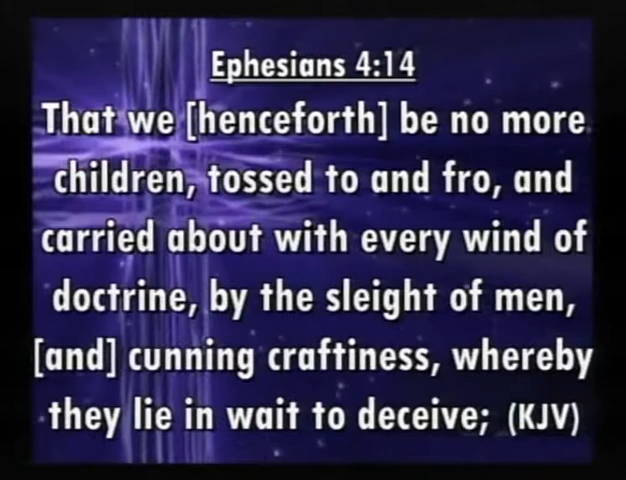 Ephesians 4:14
That we [henceforth] be no more
children, tossed to and fro, and
carried about with every wind of
doctrine, by the sleight of men,
[and] cunning craftiness, whereby
they lie in wait to deceive; (KJV)